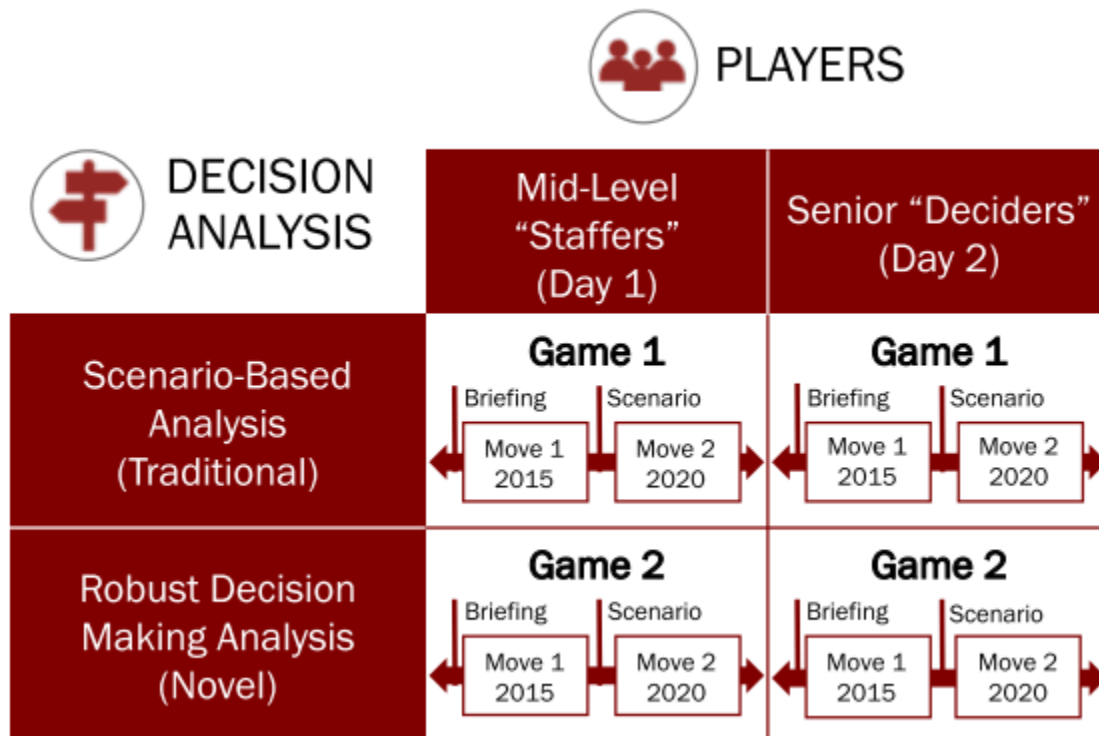 PLAYERS
DECISION
ANALYSIS
Mid-Level
“Staffers”
(Day 1)
Senior “Deciders”
(Day 2)
Scenario-Based
Analysis
(Traditional)
Game 1
Briefing
Scenario
Move 1
2015
Move 2
2020
Game 1
Briefing
Scenario
Move 1
2015
Move 2
2020
Robust Decision
Making Analysis
(Novel)
Game 2
Briefing
Scenario
Move 1
2015
Move 2
2020
Game 2
Briefing
Scenario
Move 1
2015
Move 2
2020